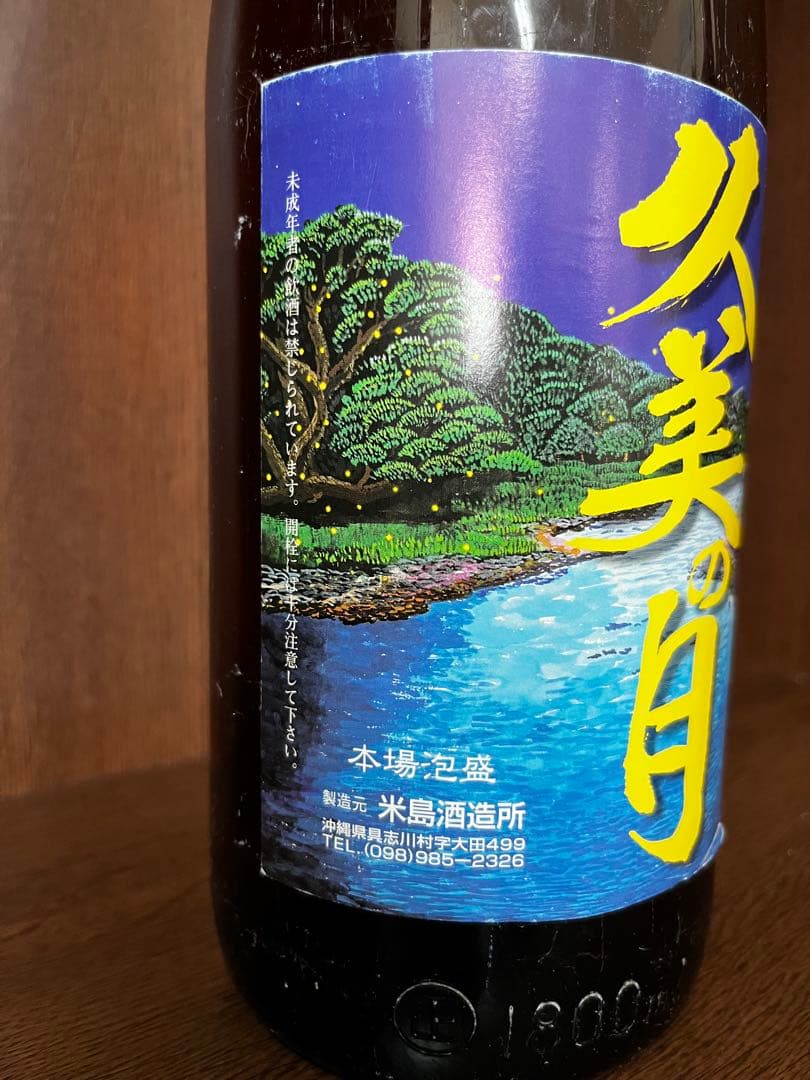 久美の月
未成年者の飲酒は禁じられています。開栓には十分注意して下さい。
本場泡盛
製造元 米島酒造所
沖縄県具志川村字大田499
TEL.(098)985-2326
1800m